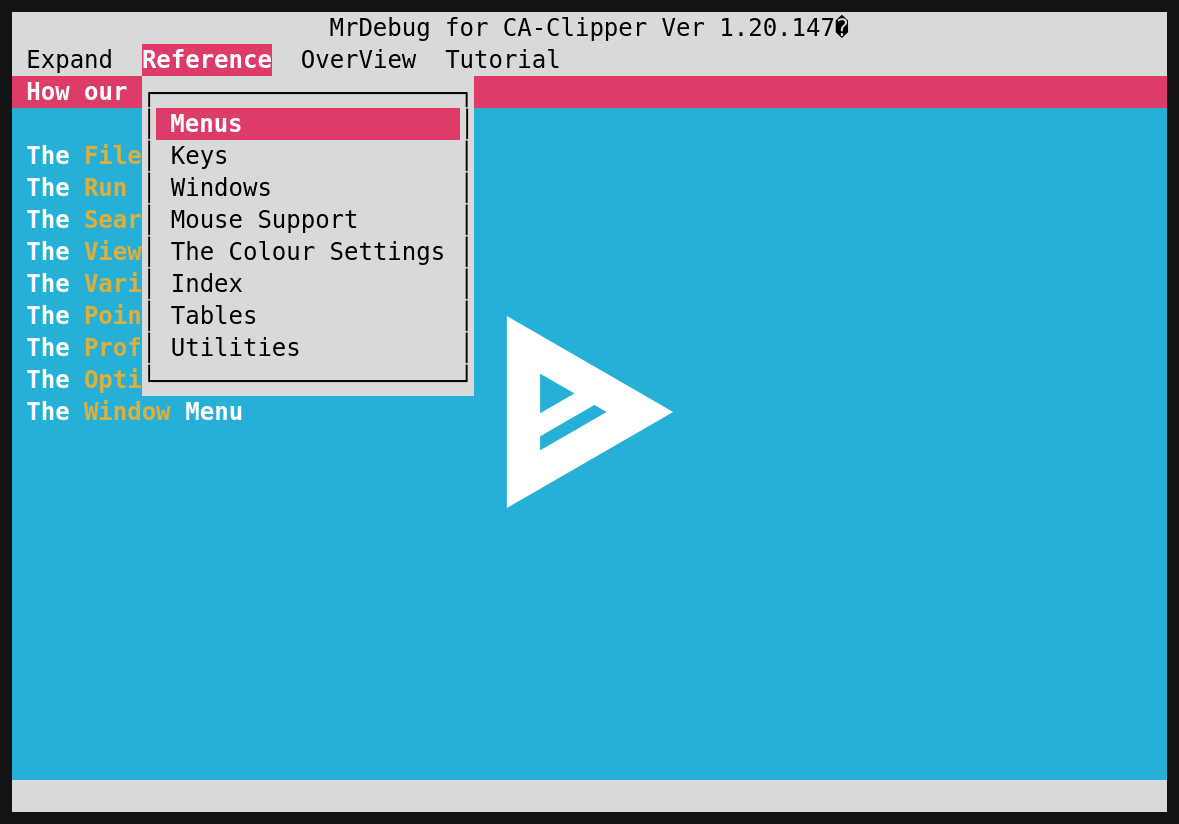 MrDebug for CA-Clipper Ver 1.20.147�
Expand Reference OverView Tutorial
How our
Menus
Keys
Windows
Mouse Support
The Colour Settings
Index
Tables
Utilities
The File
The Run
The Sear
The View
The Vari
The Poin
The Prof
The Opti
The Window Menu